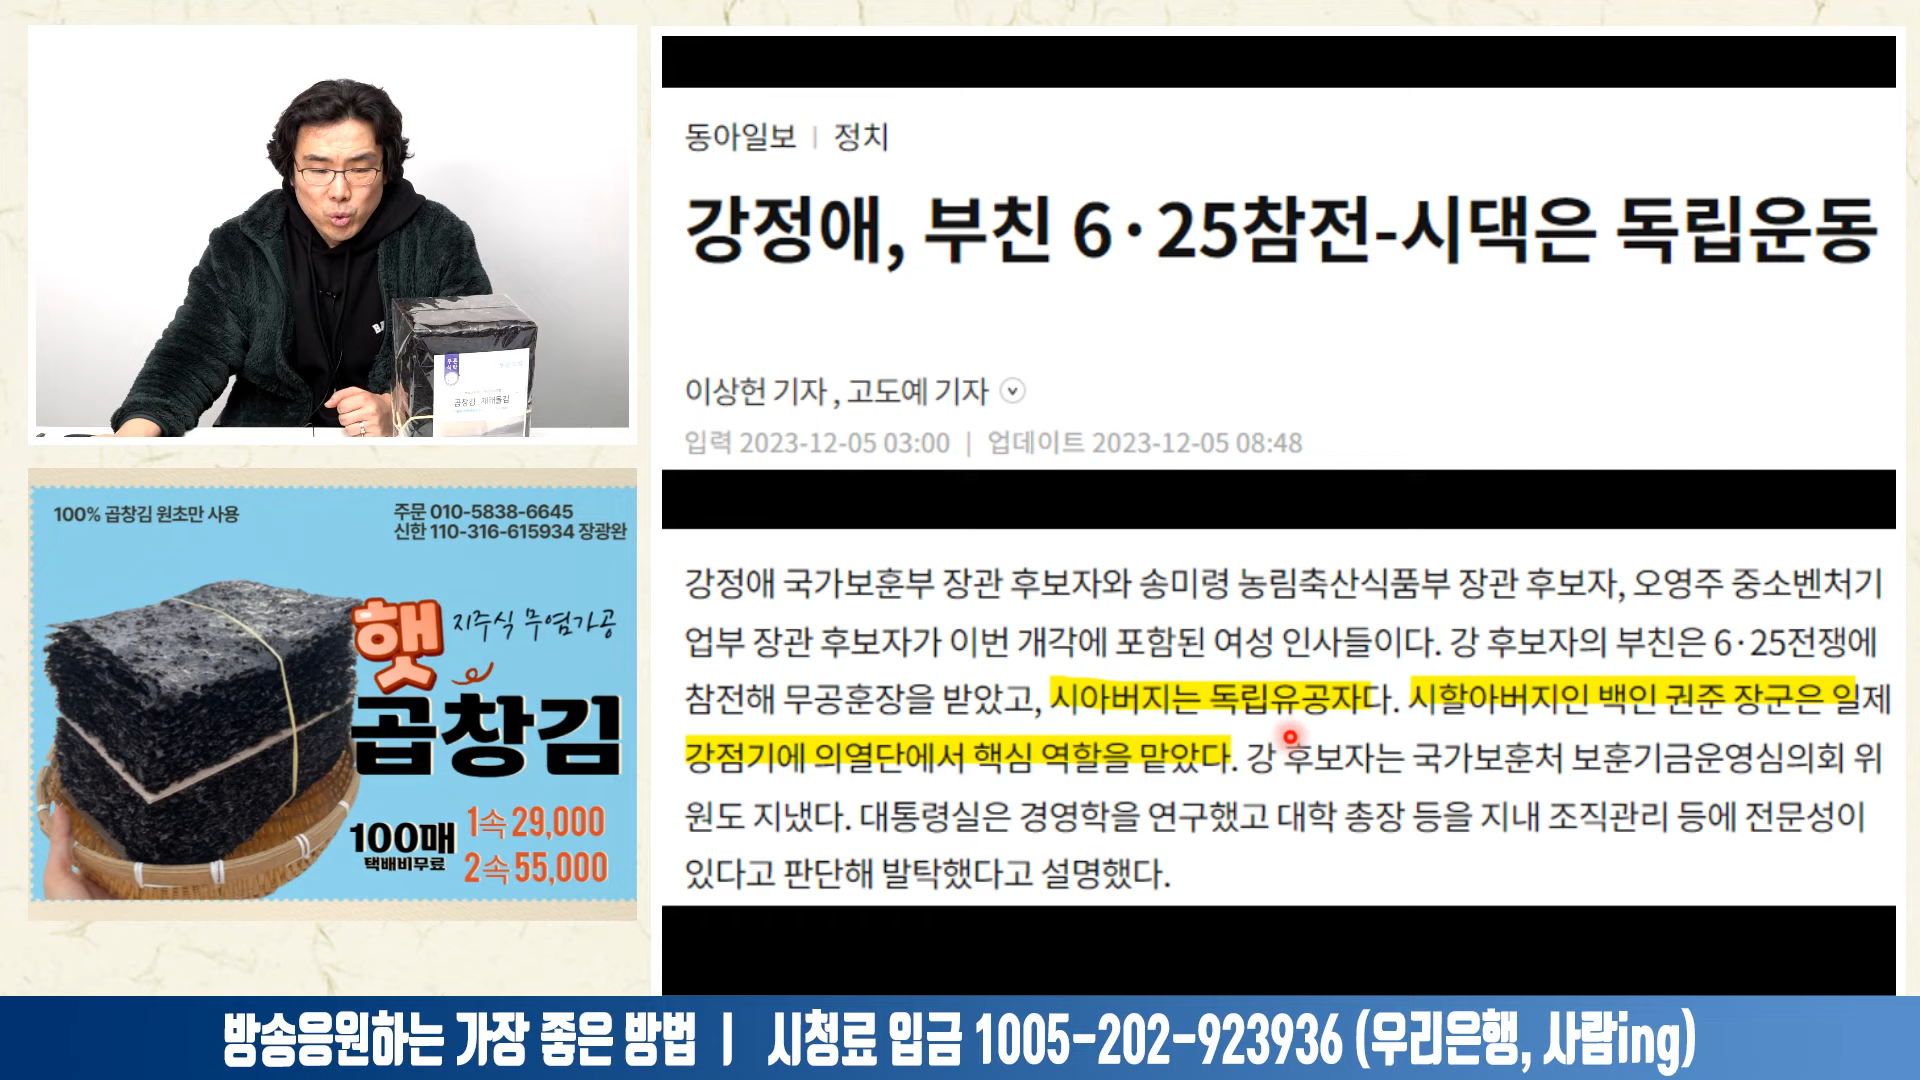 동아일보 | 정치
강정애, 부친 6·25참전-시댁은 독립운동
이상헌 기자, 고도예 기자
입력 2023-12-05 03:00 | 업데이트 2023-12-05 08:48
강정애 국가보훈부 장관 후보자와 송미령 농림축산식품부 장관 후보자, 오영주 중소벤처기
업부 장관 후보자가 이번 개각에 포함된 여성 인사들이다. 강 후보자의 부친은 6·25전쟁에
참전해 무공훈장을 받았고, 시아버지는 독립유공자다. 시할아버지인 백인 권준 장군은 일제
강점기에 의열단에서 핵심 역할을 맡았다. 강 후보자는 국가보훈처 보훈기금운영심의회 위
원도 지냈다. 대통령실은 경영학을 연구했고 대학 총장 등을 지내 조직관리 등에 전문성이
있다고 판단해 발탁했다고 설명했다.
곱창김, 재래돌김
100% 곱창김 원초만 사용
주문 010-5838-6645
신한 110-316-615934 장광완
햇 지주식 무염가공
곱창김
100매
택배비무료
1속 29,000
2속 55,000
방송응원하는 가장 좋은 방법 | 시청료 입금 1005-202-923936 (우리은행, 사람ing)